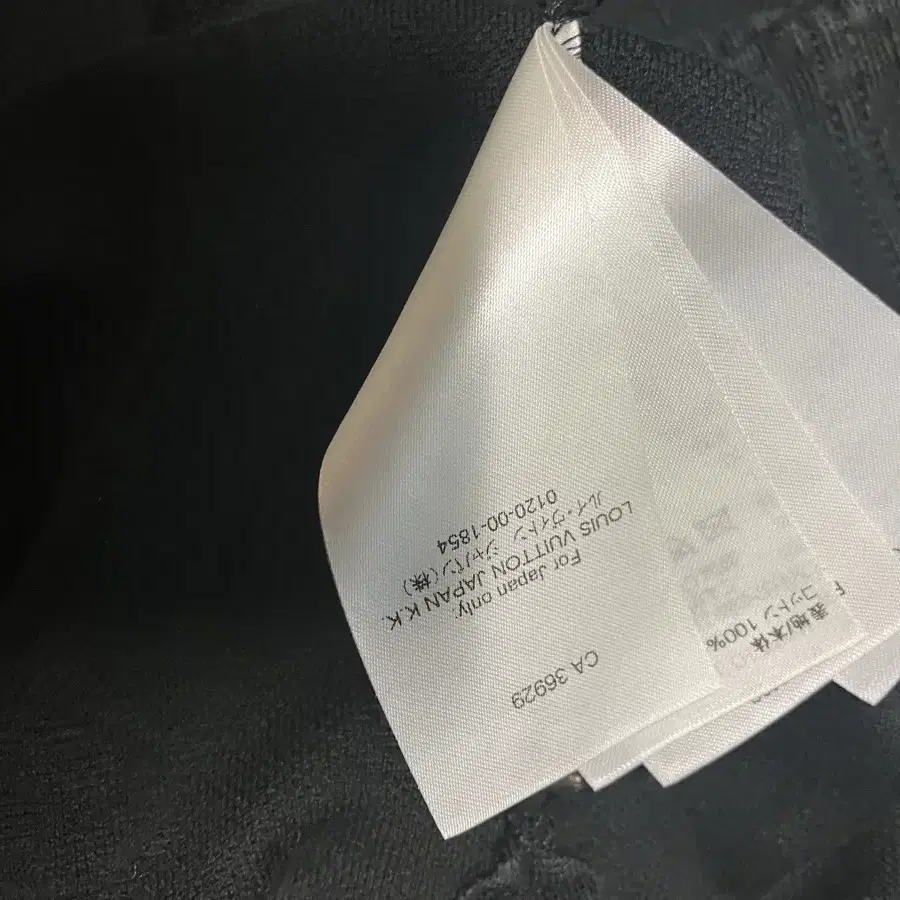 CA 36929
For Japan only:
LOUIS VUITTON JAPAN K.K.
ルイ・ヴィトン ジャパン(株)
0120-00-1854
表地/本体
コットン 100%